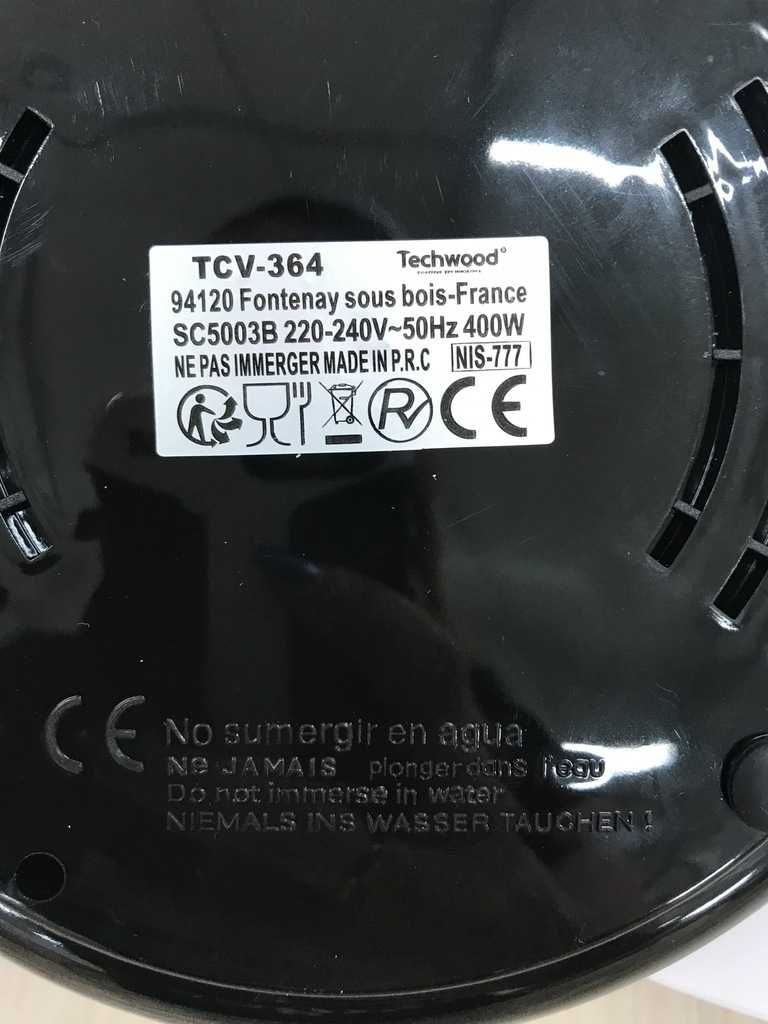 TCV-364 Techwood®
94120 Fontenay sous bois-France
SC5003B 220-240V~50Hz 400W
NE PAS IMMERGER MADE IN P.R.C NIS-777
CE
CE No sumergir en agua
Ne JAMAIS plonger dans l'eau
Do not immerse in water
NIEMALS INS WASSER TAUCHEN !